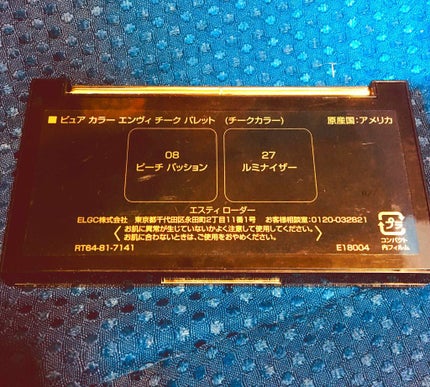 ■ ピュア カラー エンヴィ チーク パレット (チークカラー) 原産国:アメリカ
08
ピーチ パッション
27
ルミナイザー
エスティ ローダー
ELGC株式会社 東京都千代田区永田町2丁目11番1号 お客様相談室:0120-032821
〈お肌に異常が生じていないかよく注意して使用してください。
お肌に合わないときは、ご使用をおやめください。〉
RT64-81-7141
E18004
プラ
コンパクト
内フィルム